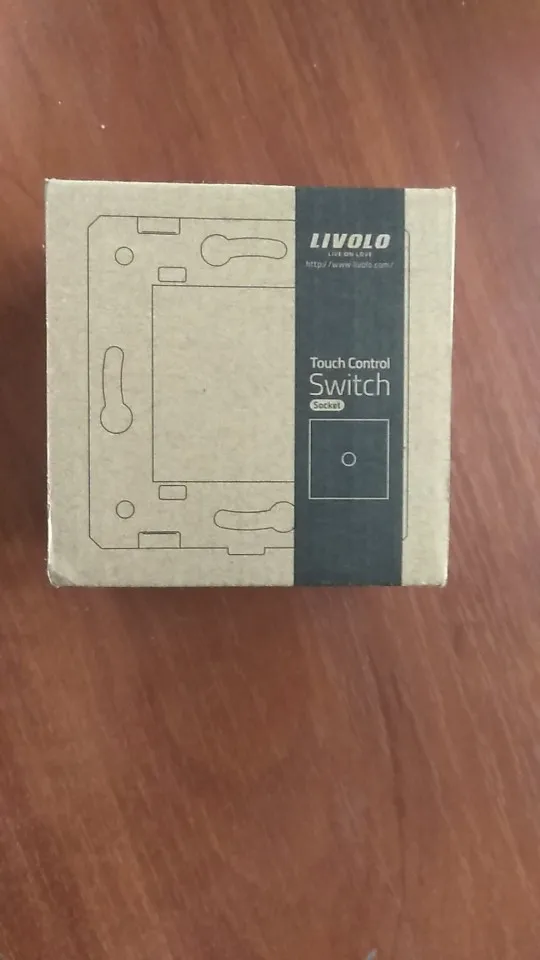 LIVOLO
LIVE ON LOVE
http://www.livolo.com/
Touch Control
Switch
Socket